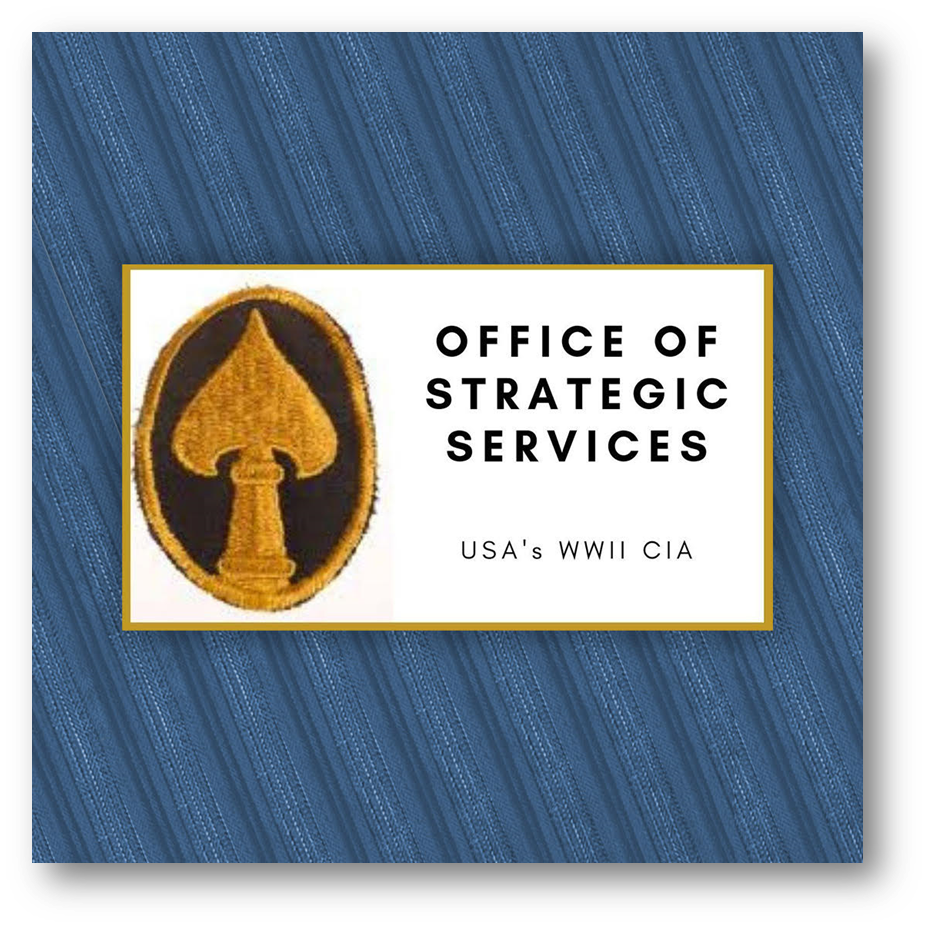 OFFICE OF
STRATEGIC
SERVICES
USA's WWII CIA